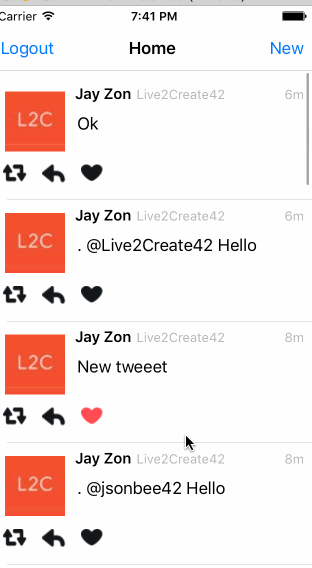 Carrier 7:41 PM
Logout Home New
Jay Zon Live2Create42 6m
L2C
Ok
Jay Zon Live2Create42 6m
L2C
. @Live2Create42 Hello
Jay Zon Live2Create42 8m
L2C
New tweeet
Jay Zon Live2Create42 8m
L2C
. @jsonbee42 Hello